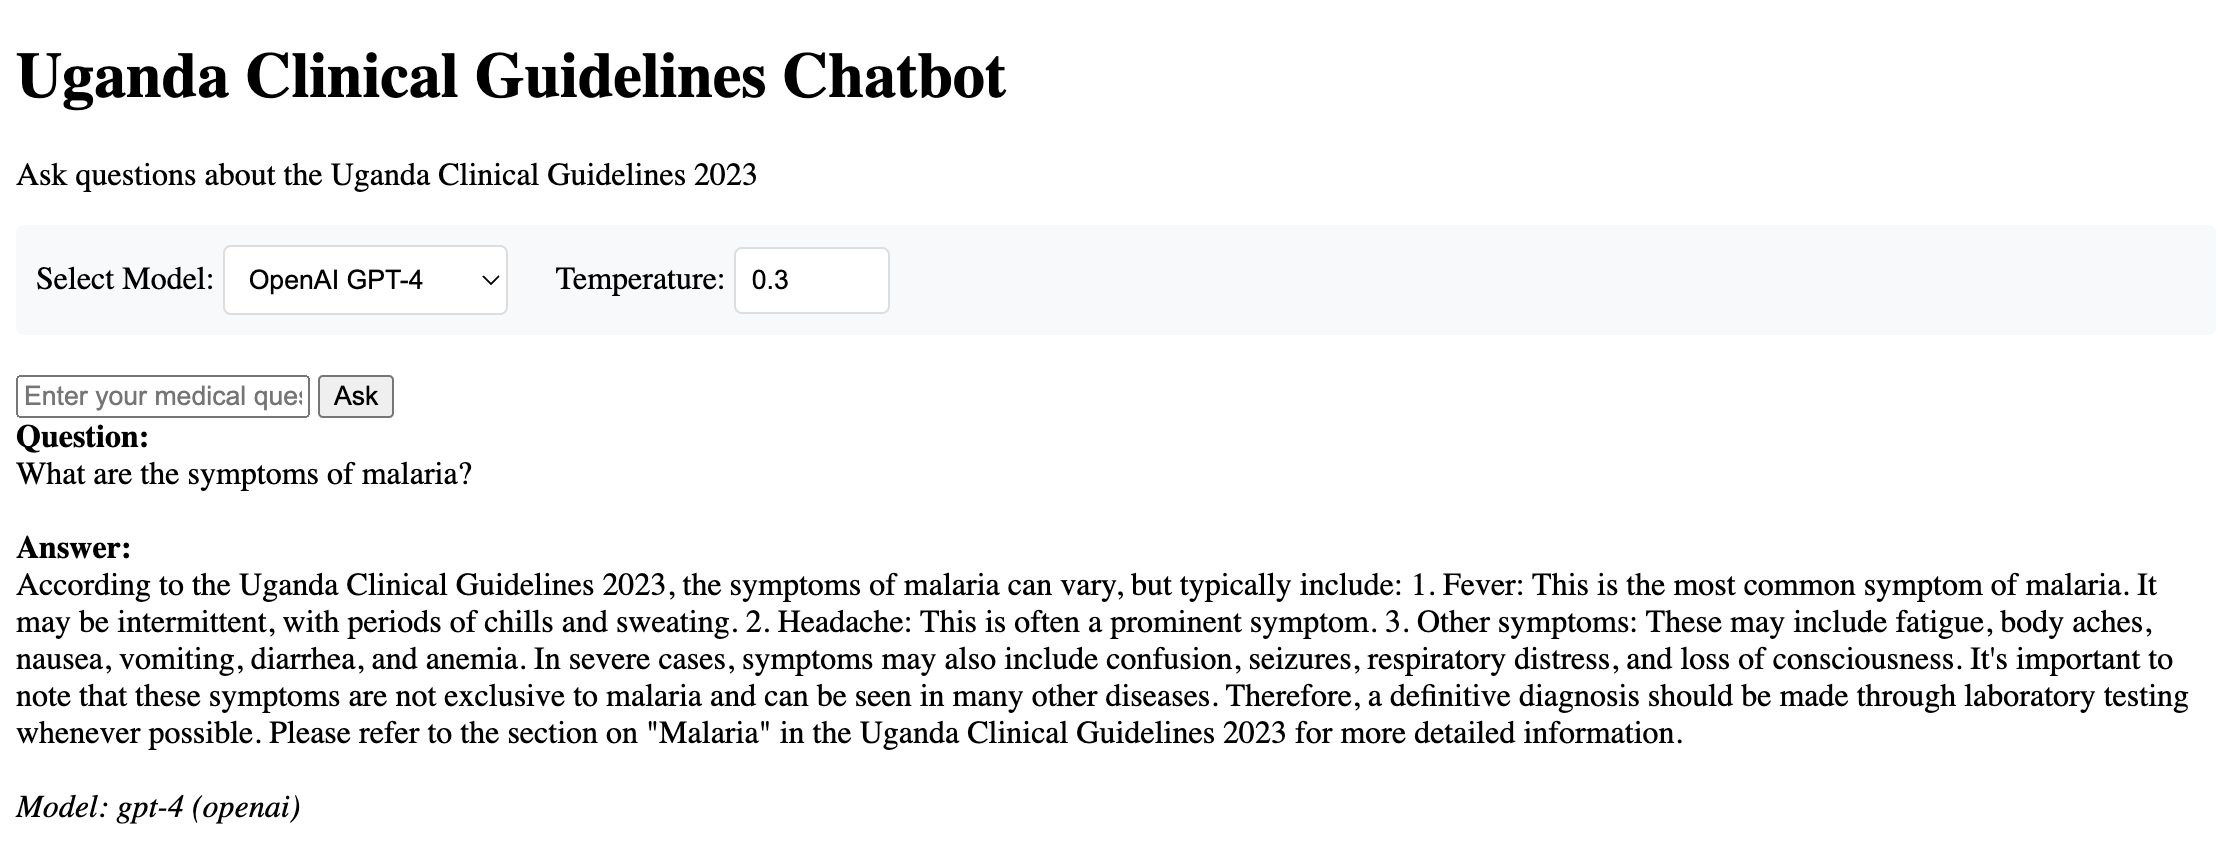 Uganda Clinical Guidelines Chatbot
Ask questions about the Uganda Clinical Guidelines 2023
Select Model: OpenAI GPT-4 Temperature: 0.3
Enter your medical ques Ask
Question:
What are the symptoms of malaria?
Answer:
According to the Uganda Clinical Guidelines 2023, the symptoms of malaria can vary, but typically include: 1. Fever: This is the most common symptom of malaria. It
may be intermittent, with periods of chills and sweating. 2. Headache: This is often a prominent symptom. 3. Other symptoms: These may include fatigue, body aches,
nausea, vomiting, diarrhea, and anemia. In severe cases, symptoms may also include confusion, seizures, respiratory distress, and loss of consciousness. It's important to
note that these symptoms are not exclusive to malaria and can be seen in many other diseases. Therefore, a definitive diagnosis should be made through laboratory testing
whenever possible. Please refer to the section on "Malaria" in the Uganda Clinical Guidelines 2023 for more detailed information.
Model: gpt-4 (openai)